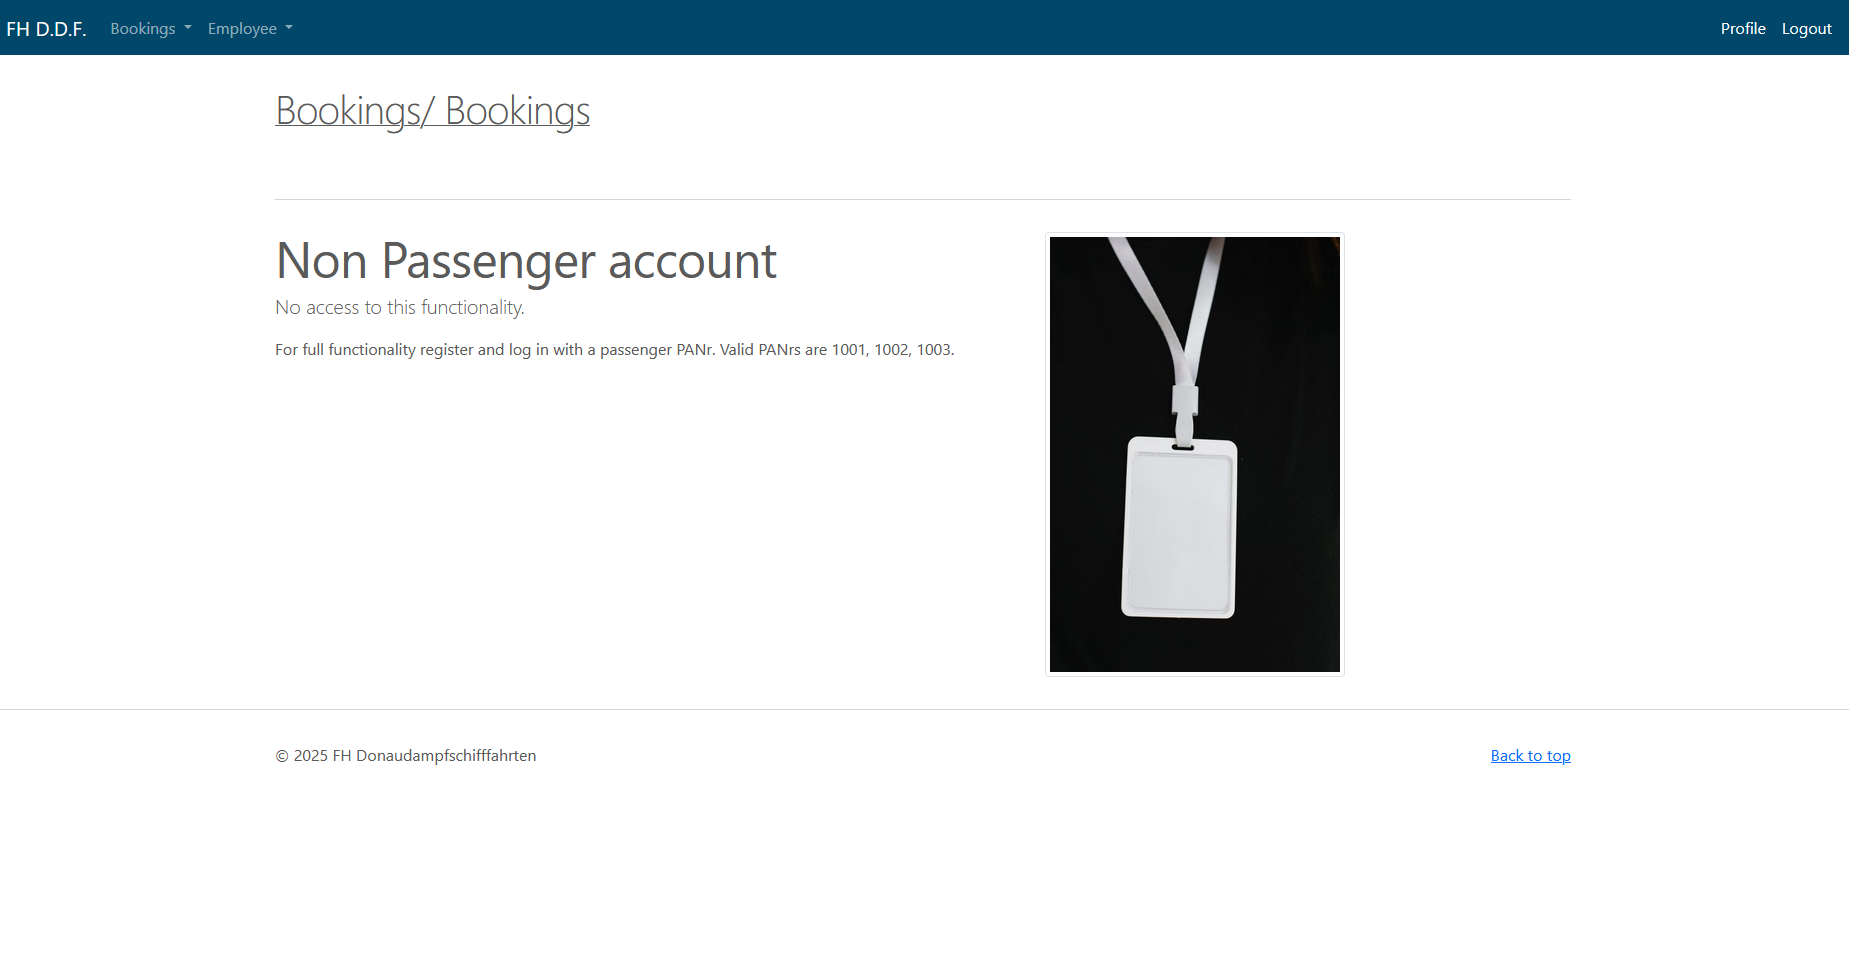 FH D.D.F. Bookings Employee Profile Logout
Bookings/ Bookings
Non Passenger account
No access to this functionality.
For full functionality register and log in with a passenger PANr. Valid PANrs are 1001, 1002, 1003.
© 2025 FH Donaudampfschifffahrten Back to top